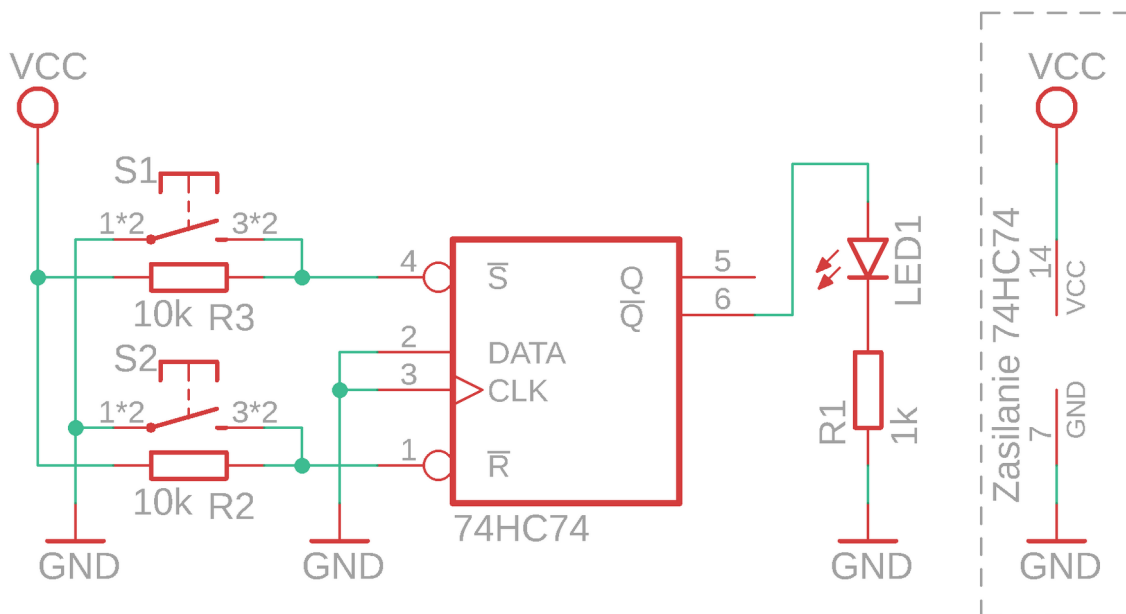 VCC
S1
1*2
3*2
10k
R3
S2
1*2
3*2
10k
R2
GND
GND
4
2
3
1
S
DATA
CLK
R
Q
Q
5
6
74HC74
LED1
R1
1k
GND
Zasilanie 74HC74
VCC
14
VCC
7
GND
GND